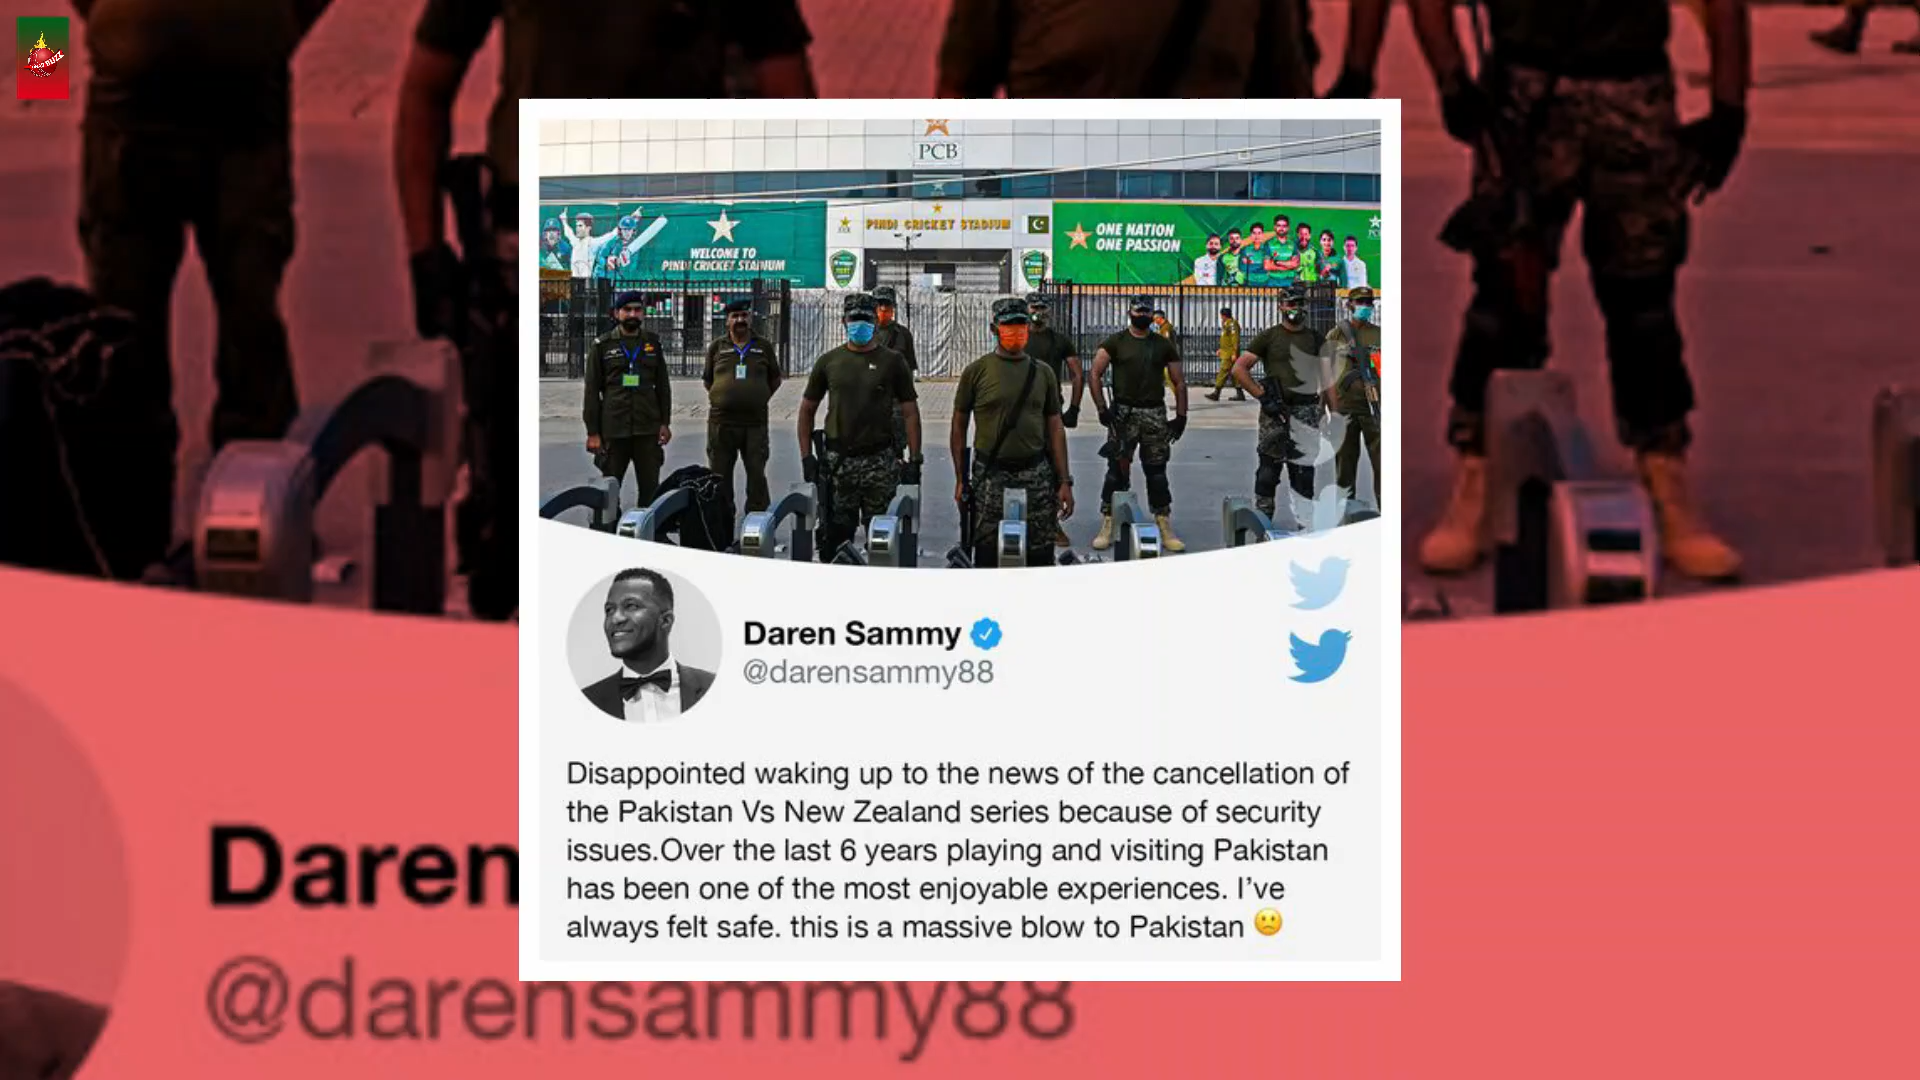 BUZZ
PCB
PINDI CRICKET STADIUM
WELCOME TO
PINDI CRICKET STADIUM
ONE NATION
ONE PASSION
Daren Sammy
@darensammy88
Disappointed waking up to the news of the cancellation of
the Pakistan Vs New Zealand series because of security
issues.Over the last 6 years playing and visiting Pakistan
has been one of the most enjoyable experiences. I’ve
always felt safe. this is a massive blow to Pakistan 🙁
Daren
@darensammy88